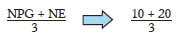 NPG + NE / 3 ⇨ 10 + 20 / 3